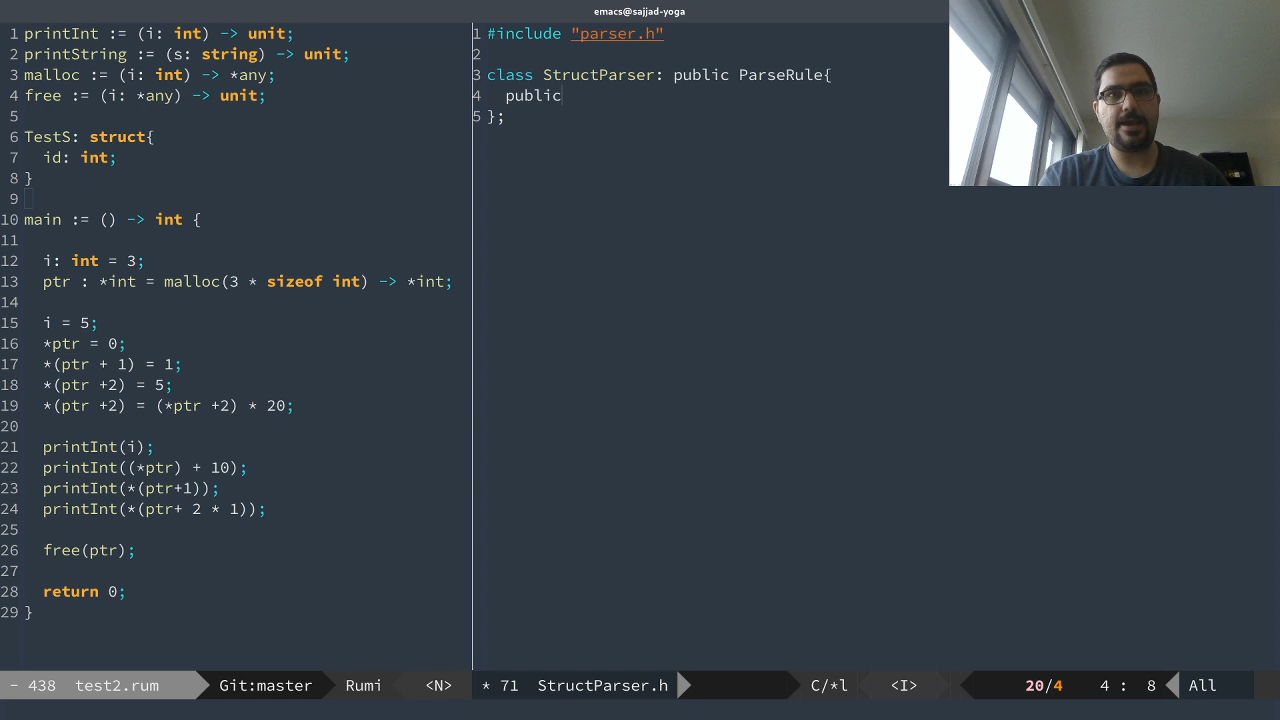 emacs@sajjad-yoga
1 printInt := (i: int) -> unit;
2 printString := (s: string) -> unit;
3 malloc := (i: int) -> *any;
4 free := (i: *any) -> unit;
5
6 TestS: struct{
7   id: int;
8 }
9
10 main := () -> int {
11
12   i: int = 3;
13   ptr : *int = malloc(3 * sizeof int) -> *int;
14
15   i = 5;
16   *ptr = 0;
17   *(ptr + 1) = 1;
18   *(ptr +2) = 5;
19   *(ptr +2) = (*ptr +2) * 20;
20
21   printInt(i);
22   printInt((*ptr) + 10);
23   printInt(*(ptr+1));
24   printInt(*(ptr+ 2 * 1));
25
26   free(ptr);
27
28   return 0;
29 }
- 438 test2.rum Git:master Rumi <N>
1 #include "parser.h"
2
3 class StructParser: public ParseRule{
4   public
5 };
* 71 StructParser.h C/*l <I> 20/4 4 : 8 All